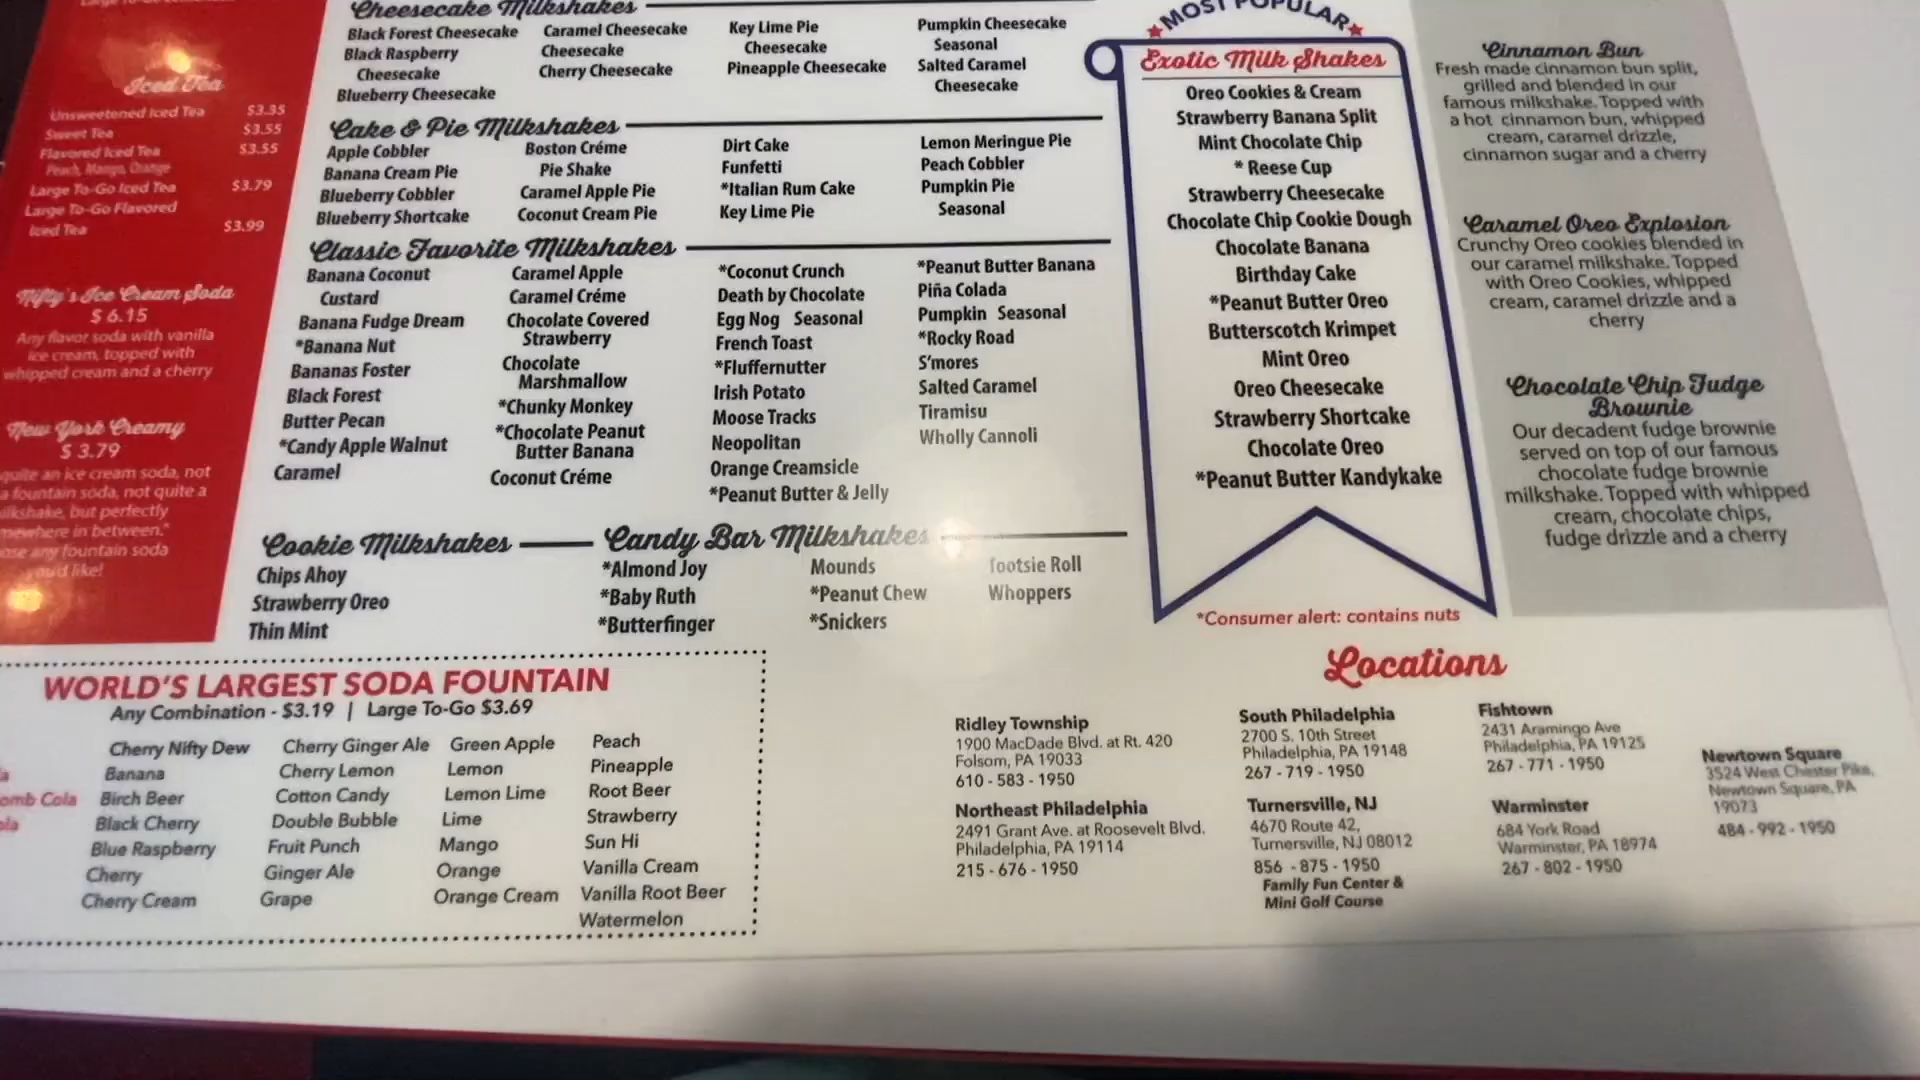 Iced Tea
Unsweetened Iced Tea $3.35
Sweet Tea $3.55
Flavored Iced Tea $3.55
Peach, Mango, Orange
Large To-Go Iced Tea $3.79
Large To-Go Flavored
Iced Tea $3.99
Nifty's Ice Cream Soda
$ 6.15
Any flavor soda with vanilla
ice cream, topped with
whipped cream and a cherry
New York Creamy
$ 3.79
quite an ice cream soda, not
a fountain soda, not quite a
milkshake, but perfectly
in between."
any fountain soda
you'd like!
Cheesecake Milkshakes
Black Forest Cheesecake
Black Raspberry
Cheesecake
Blueberry Cheesecake
Caramel Cheesecake
Cheesecake
Cherry Cheesecake
Key Lime Pie
Cheesecake
Pineapple Cheesecake
Pumpkin Cheesecake
Seasonal
Salted Caramel
Cheesecake
Cake & Pie Milkshakes
Apple Cobbler
Banana Cream Pie
Blueberry Cobbler
Blueberry Shortcake
Boston Créme
Pie Shake
Caramel Apple Pie
Coconut Cream Pie
Dirt Cake
Funfetti
*Italian Rum Cake
Key Lime Pie
Lemon Meringue Pie
Peach Cobbler
Pumpkin Pie
Seasonal
Classic Favorite Milkshakes
Banana Coconut
Custard
Banana Fudge Dream
*Banana Nut
Bananas Foster
Black Forest
Butter Pecan
*Candy Apple Walnut
Caramel
Caramel Apple
Caramel Créme
Chocolate Covered
Strawberry
Chocolate
Marshmallow
*Chunky Monkey
*Chocolate Peanut
Butter Banana
Coconut Créme
*Coconut Crunch
Death by Chocolate
Egg Nog Seasonal
French Toast
*Fluffernutter
Irish Potato
Moose Tracks
Neopolitan
Orange Creamsicle
*Peanut Butter & Jelly
*Peanut Butter Banana
Piña Colada
Pumpkin Seasonal
*Rocky Road
S'mores
Salted Caramel
Tiramisu
Wholly Cannoli
Cookie Milkshakes
Chips Ahoy
Strawberry Oreo
Thin Mint
Candy Bar Milkshakes
*Almond Joy
*Baby Ruth
*Butterfinger
Mounds
*Peanut Chew
*Snickers
Tootsie Roll
Whoppers
MOST POPULAR
Exotic Milk Shakes
Oreo Cookies & Cream
Strawberry Banana Split
Mint Chocolate Chip
* Reese Cup
Strawberry Cheesecake
Chocolate Chip Cookie Dough
Chocolate Banana
Birthday Cake
*Peanut Butter Oreo
Butterscotch Krimpet
Mint Oreo
Oreo Cheesecake
Strawberry Shortcake
Chocolate Oreo
*Peanut Butter Kandykake
*Consumer alert: contains nuts
Cinnamon Bun
Fresh made cinnamon bun split,
grilled and blended in our
famous milkshake. Topped with
a hot cinnamon bun, whipped
cream, caramel drizzle,
cinnamon sugar and a cherry
Caramel Oreo Explosion
Crunchy Oreo cookies blended in
our caramel milkshake. Topped
with Oreo Cookies, whipped
cream, caramel drizzle and a
cherry
Chocolate Chip Fudge
Brownie
Our decadent fudge brownie
served on top of our famous
chocolate fudge brownie
milkshake. Topped with whipped
cream, chocolate chips,
fudge drizzle and a cherry
WORLD'S LARGEST SODA FOUNTAIN
Any Combination - $3.19 | Large To-Go $3.69
Cola
Cherry Nifty Dew
Banana
Birch Beer
Black Cherry
Blue Raspberry
Cherry
Cherry Cream
Cherry Ginger Ale
Cherry Lemon
Cotton Candy
Double Bubble
Fruit Punch
Ginger Ale
Grape
Green Apple
Lemon
Lemon Lime
Lime
Mango
Orange
Orange Cream
Peach
Pineapple
Root Beer
Strawberry
Sun Hi
Vanilla Cream
Vanilla Root Beer
Watermelon
Locations
Ridley Township
1900 MacDade Blvd. at Rt. 420
Folsom, PA 19033
610 - 583 - 1950
Northeast Philadelphia
2491 Grant Ave. at Roosevelt Blvd.
Philadelphia, PA 19114
215 - 676 - 1950
South Philadelphia
2700 S. 10th Street
Philadelphia, PA 19148
267 - 719 - 1950
Turnersville, NJ
4670 Route 42,
Turnersville, NJ 08012
856 - 875 - 1950
Family Fun Center &
Mini Golf Course
Fishtown
2431 Aramingo Ave
Philadelphia, PA 19125
267 - 771 - 1950
Warminster
684 York Road
Warminster, PA 18974
267 - 802 - 1950
Newtown Square
3524 West Chester Pike,
Newtown Square, PA
19073
484 - 992 - 1950